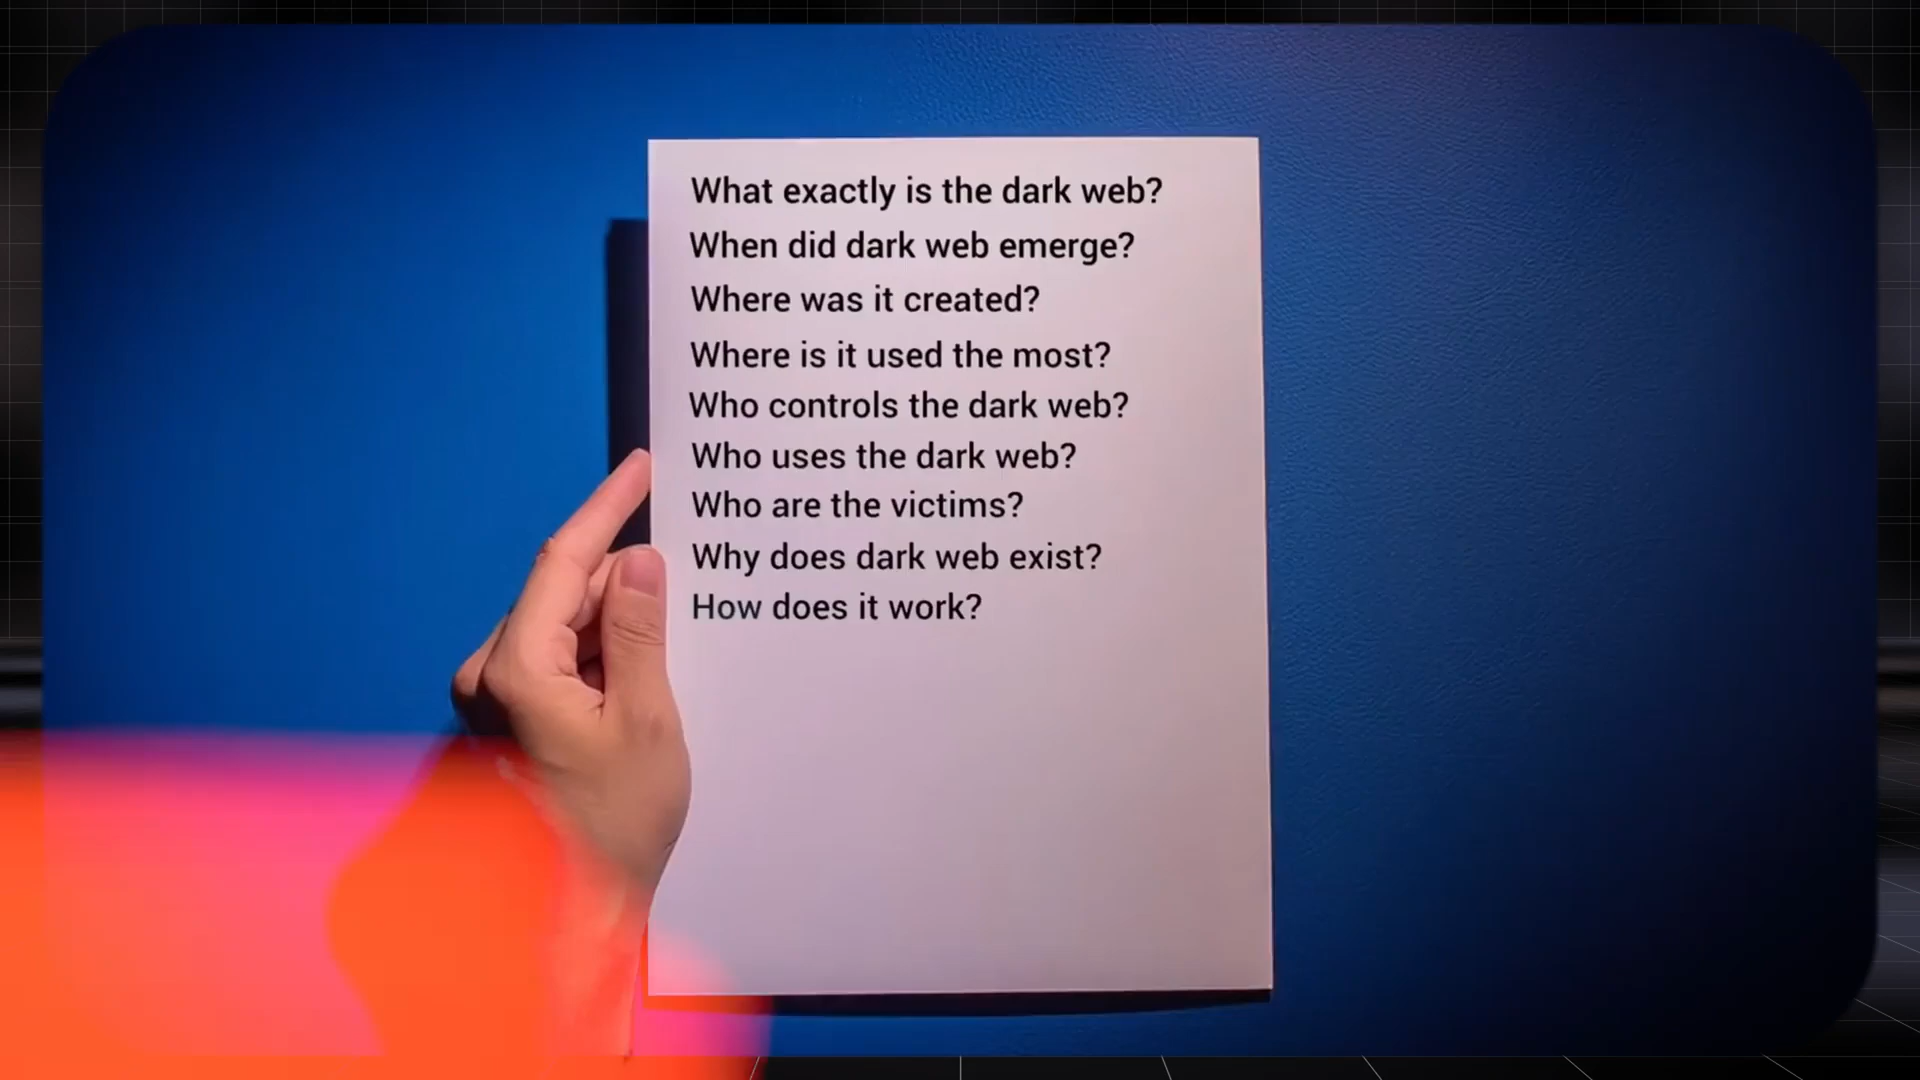 What exactly is the dark web?
When did dark web emerge?
Where was it created?
Where is it used the most?
Who controls the dark web?
Who uses the dark web?
Who are the victims?
Why does dark web exist?
How does it work?